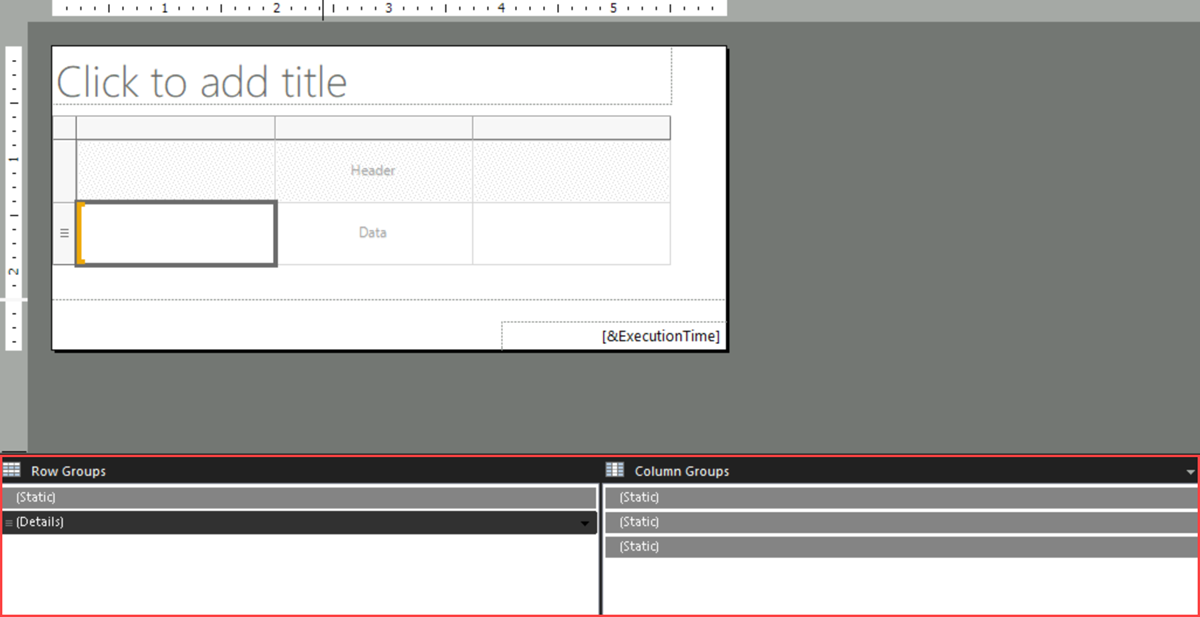 1 2 3 4 5
Click to add title
1
Header
Data
2
[&ExecutionTime]
Row Groups Column Groups
(Static) (Static)
(Details) (Static)
(Static)